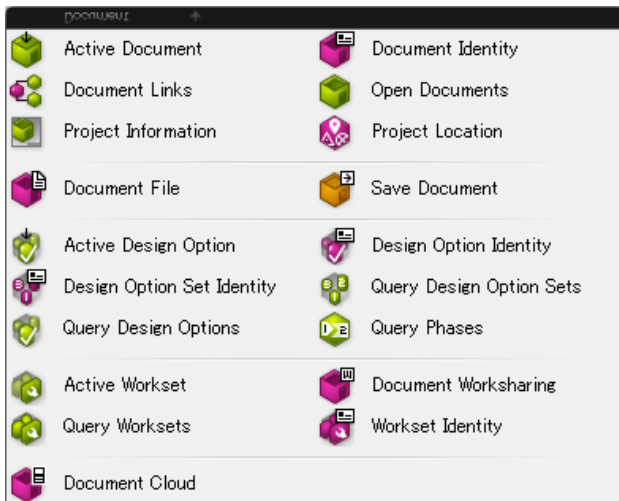 Document
Active Document
Document Identity
Document Links
Open Documents
Project Information
Project Location
Document File
Save Document
Active Design Option
Design Option Identity
Design Option Set Identity
Query Design Option Sets
Query Design Options
Query Phases
Active Workset
Document Worksharing
Query Worksets
Workset Identity
Document Cloud